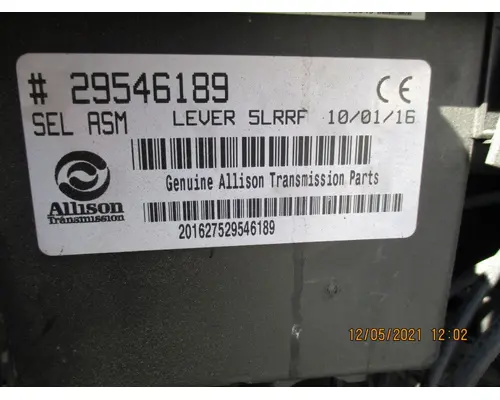 # 29546189
SEL ASM LEVER 5LRRF 10/01/16
CE
Genuine Allison Transmission Parts
Allison
Transmission
201627529546189
12/05/2021 12:02